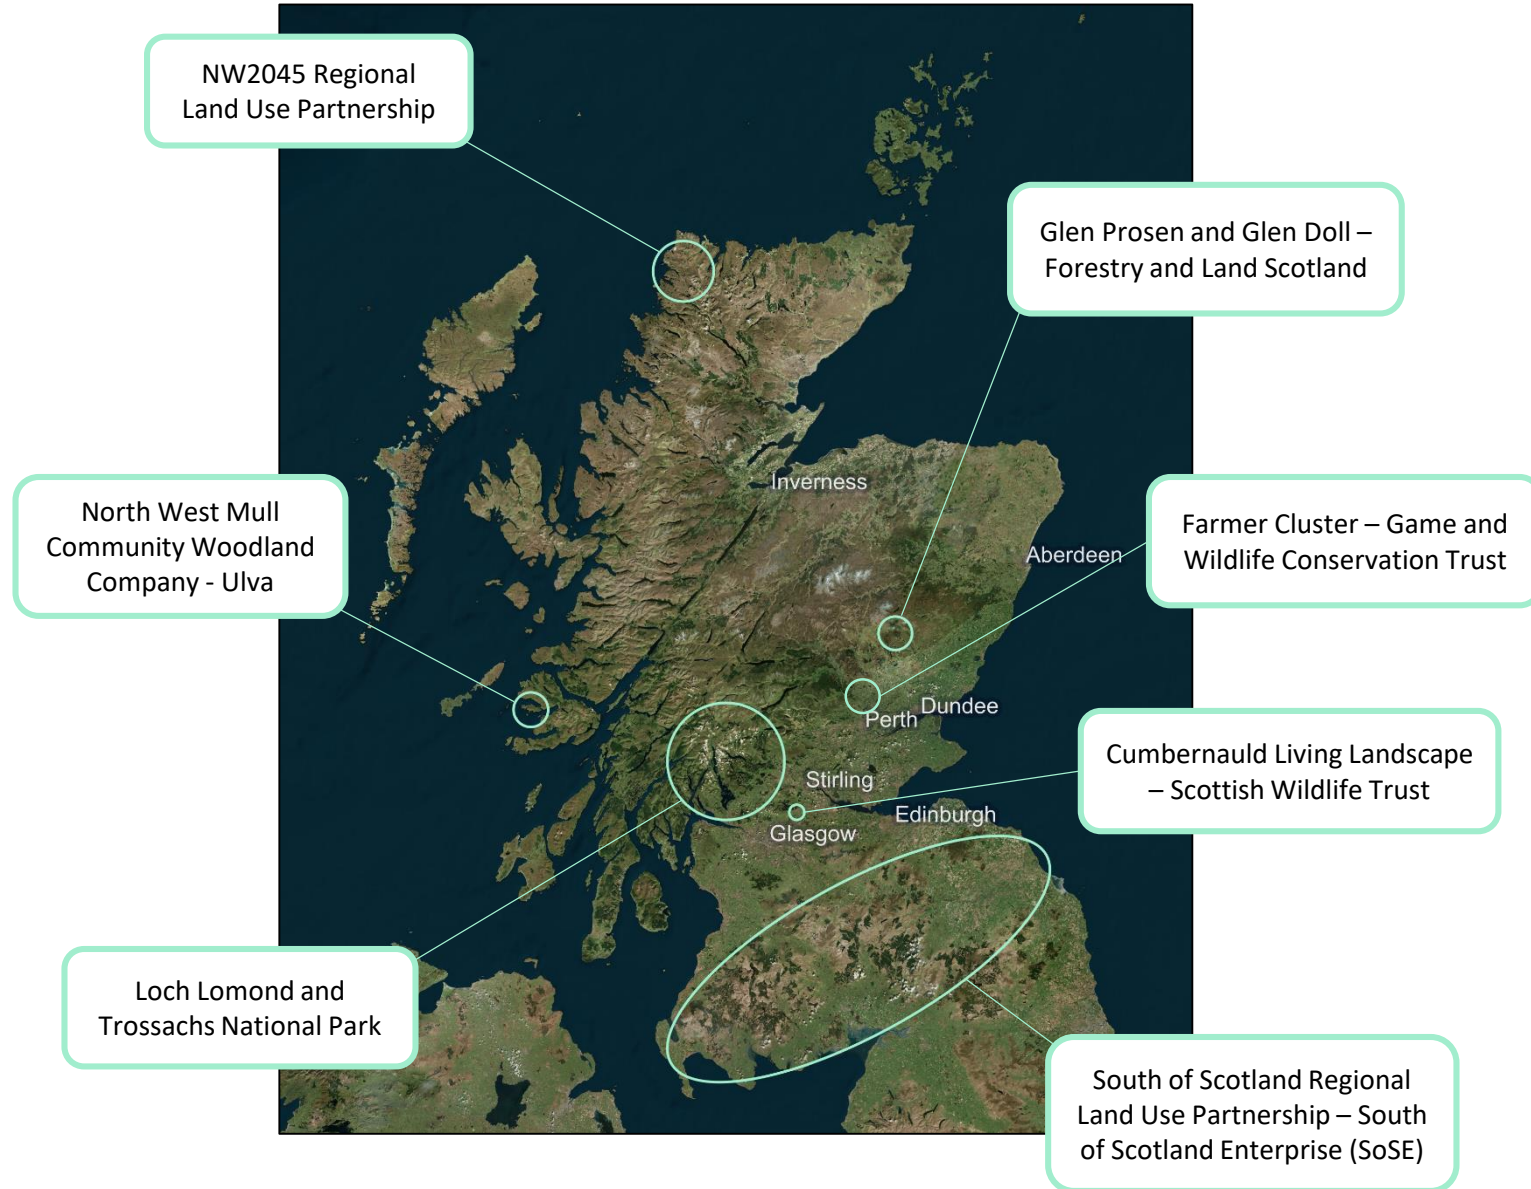 NW2045 Regional
Land Use Partnership
Glen Prosen and Glen Doll –
Forestry and Land Scotland
Inverness
North West Mull
Community Woodland
Company - Ulva
Farmer Cluster – Game and
Wildlife Conservation Trust
Aberdeen
Dundee
Perth
Cumbernauld Living Landscape
– Scottish Wildlife Trust
Stirling
Edinburgh
Glasgow
Loch Lomond and
Trossachs National Park
South of Scotland Regional
Land Use Partnership – South
of Scotland Enterprise (SoSE)